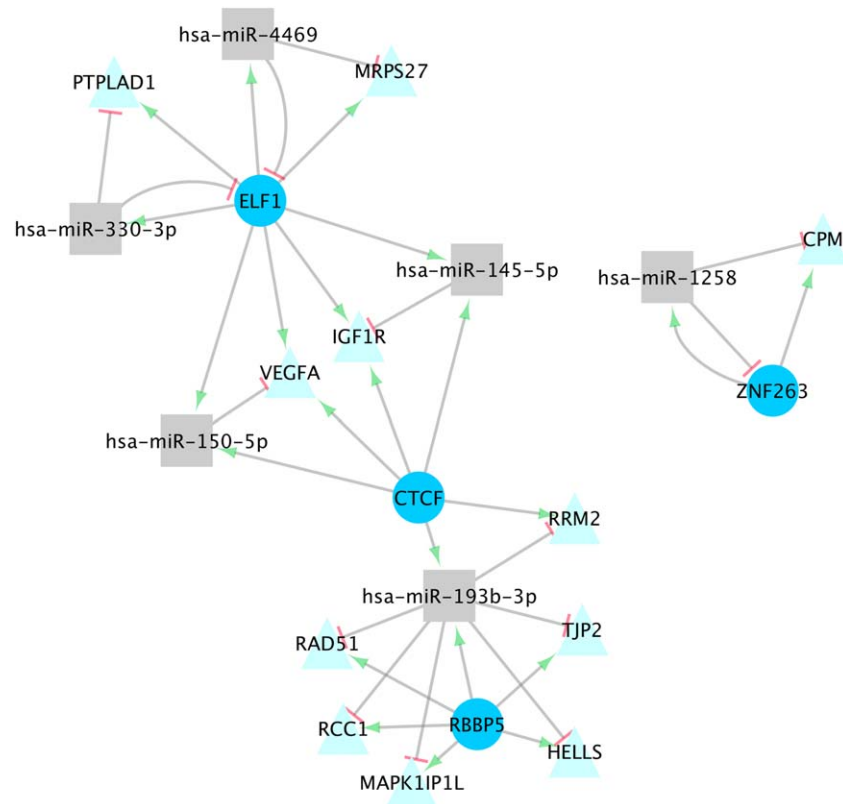 hsa-miR-4469
MRPS27
PTPLAD1
ELF1
hsa-miR-330-3p
CPM
hsa-miR-145-5p
hsa-miR-1258
IGF1R
VEGFA
ZNF263
hsa-miR-150-5p
CTCF
RRM2
hsa-miR-193b-3p
TJP2
RAD51
RBBP5
RCC1
HELLS
MAPK1IP1L